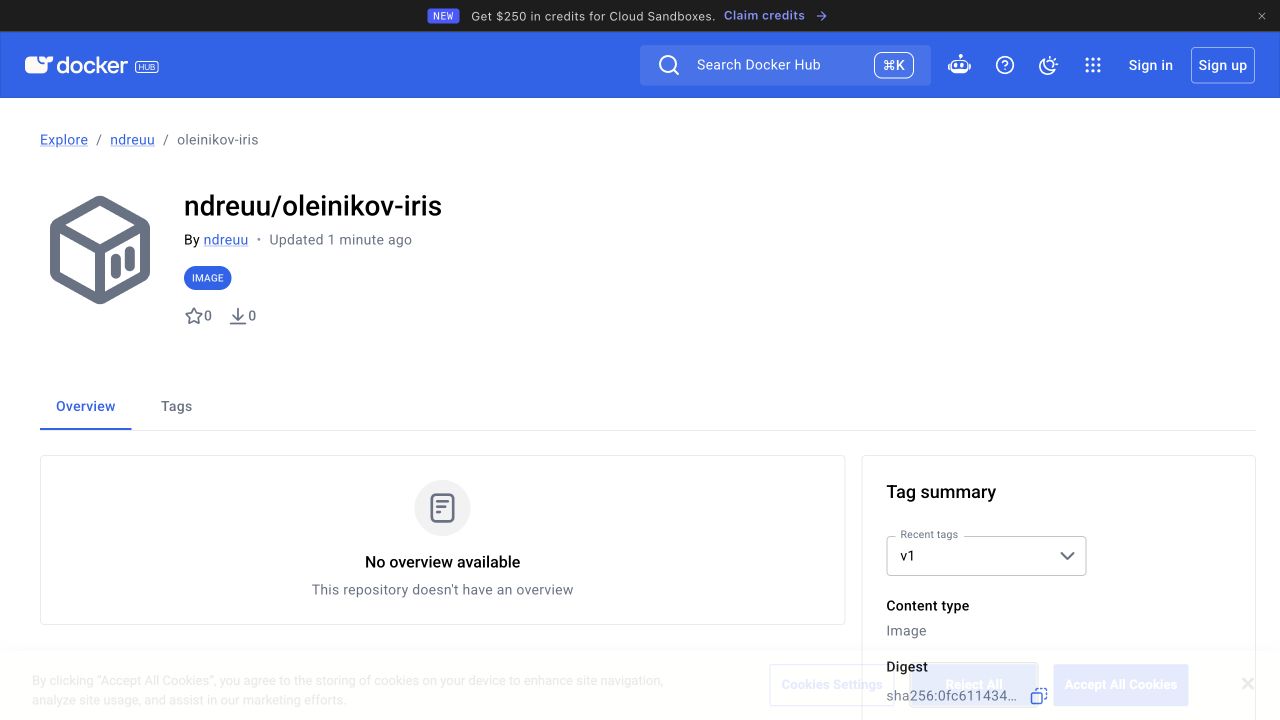 NEW Get $250 in credits for Cloud Sandboxes. Claim credits →
docker HUB Search Docker Hub ⌘K Sign in Sign up
Explore / ndreuu / oleinikov-iris
ndreuu/oleinikov-iris
By ndreuu • Updated 1 minute ago
IMAGE
0 0
Overview Tags
No overview available
This repository doesn't have an overview
Tag summary
Recent tags
v1
Content type
Image
Digest
sha256:0fc611434…
By clicking "Accept All Cookies", you agree to the storing of cookies on your device to enhance site navigation,
analyze site usage, and assist in our marketing efforts.
Cookies Settings Reject All Accept All Cookies